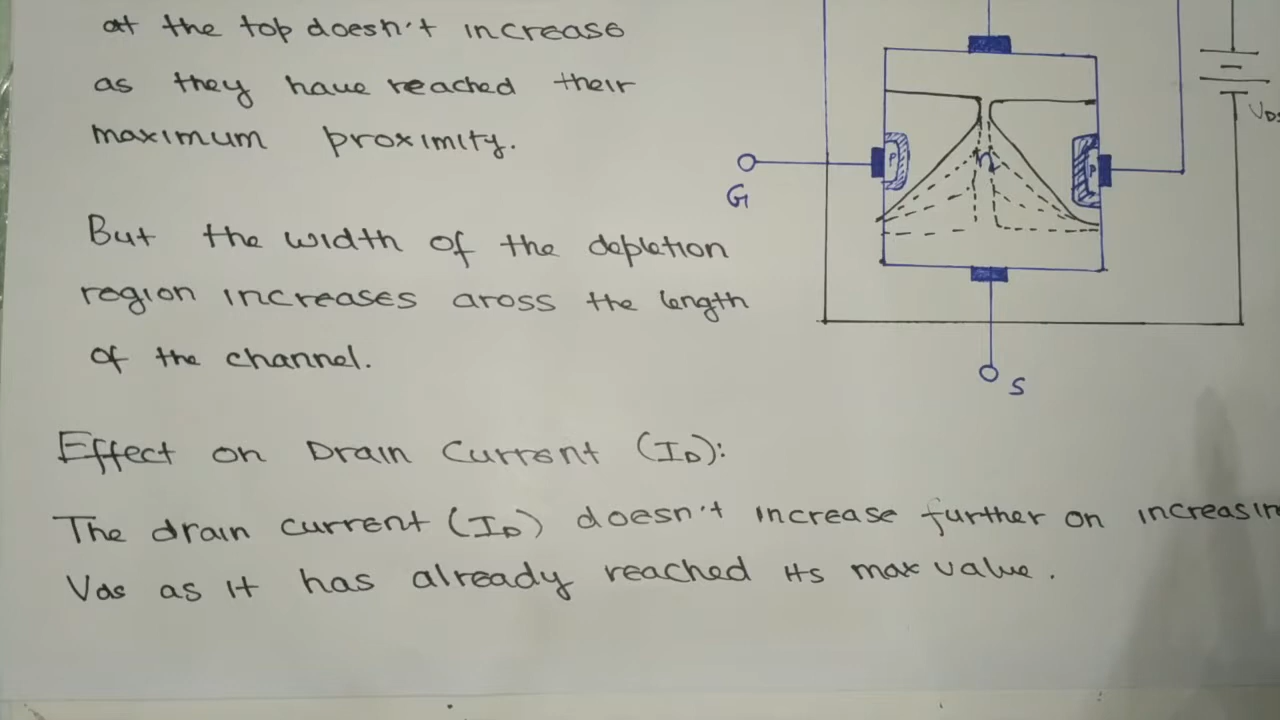 at the top doesn't increase
as they have reached their
maximum proximity.
But the width of the depletion
region increases aross the length
of the channel.
Effect on Drain Current (ID):
The drain current (ID) doesn't increase further on increasin
Vds as it has already reached its max value.
G
P
n
P
VDS
S